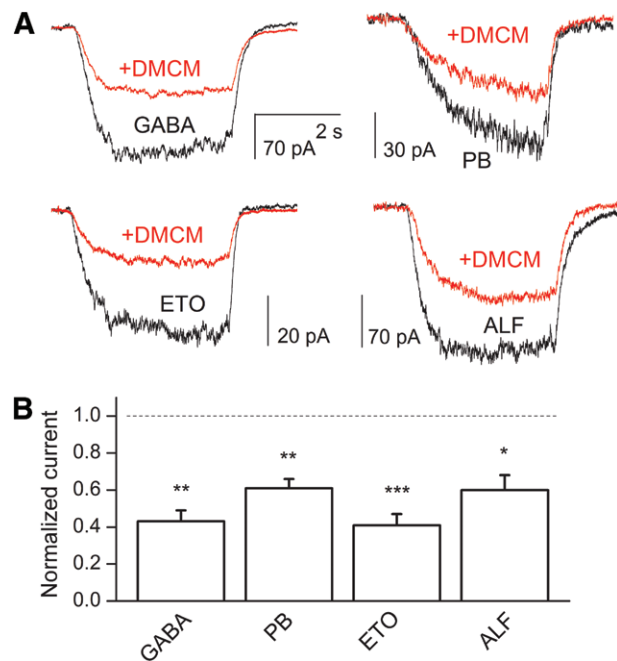 A
+DMCM
GABA
2 s
70 pA
+DMCM
30 pA
PB
+DMCM
ETO
20 pA
+DMCM
70 pA
ALF
B
Normalized current
1.0
0.8
0.6
0.4
0.2
0.0
**
**
***
*
GABA
PB
ETO
ALF